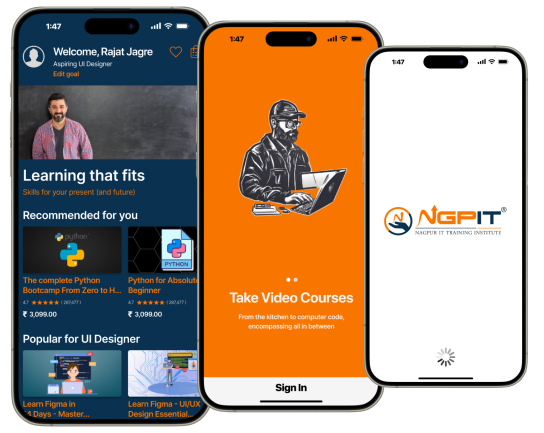 1:47
Welcome, Rajat Jagre
Aspiring UI Designer
Edit goal
Learning that fits
Skills for your present (and future)
Recommended for you
python
PYTHON
The complete Python
Bootcamp From Zero to H...
4.7
₹ 3,099.00
Python for Absolute
Beginner
4.7
₹ 3,099.00
Popular for UI Designer
Learn Figma in
Days - Master...
Learn Figma - UI/UX
Design Essential...
1:47
Take Video Courses
From the kitchen to computer code,
encompassing all in between
Sign In
1:47
NGPIT®
NAGPUR IT TRAINING INSTITUTE